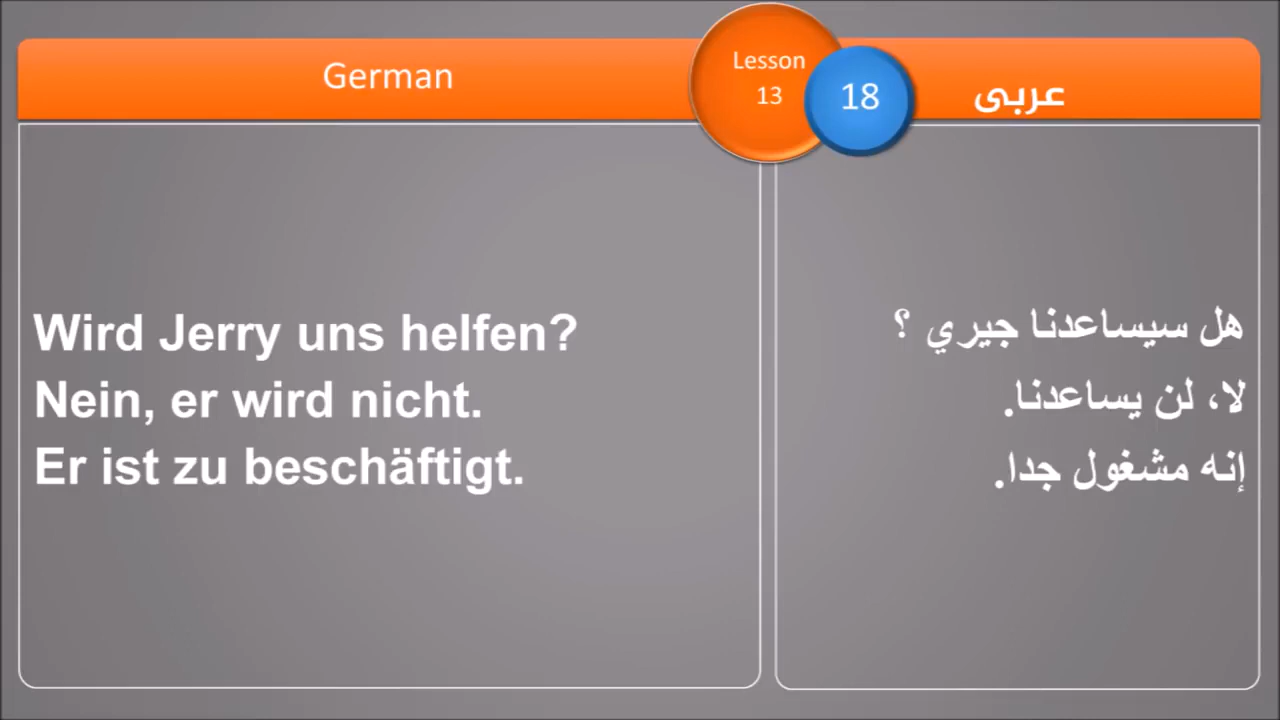 German
Lesson
13
18
عربى
Wird Jerry uns helfen?
Nein, er wird nicht.
Er ist zu beschäftigt.
هل سيساعدنا جيري ؟
لا، لن يساعدنا.
إنه مشغول جدا.